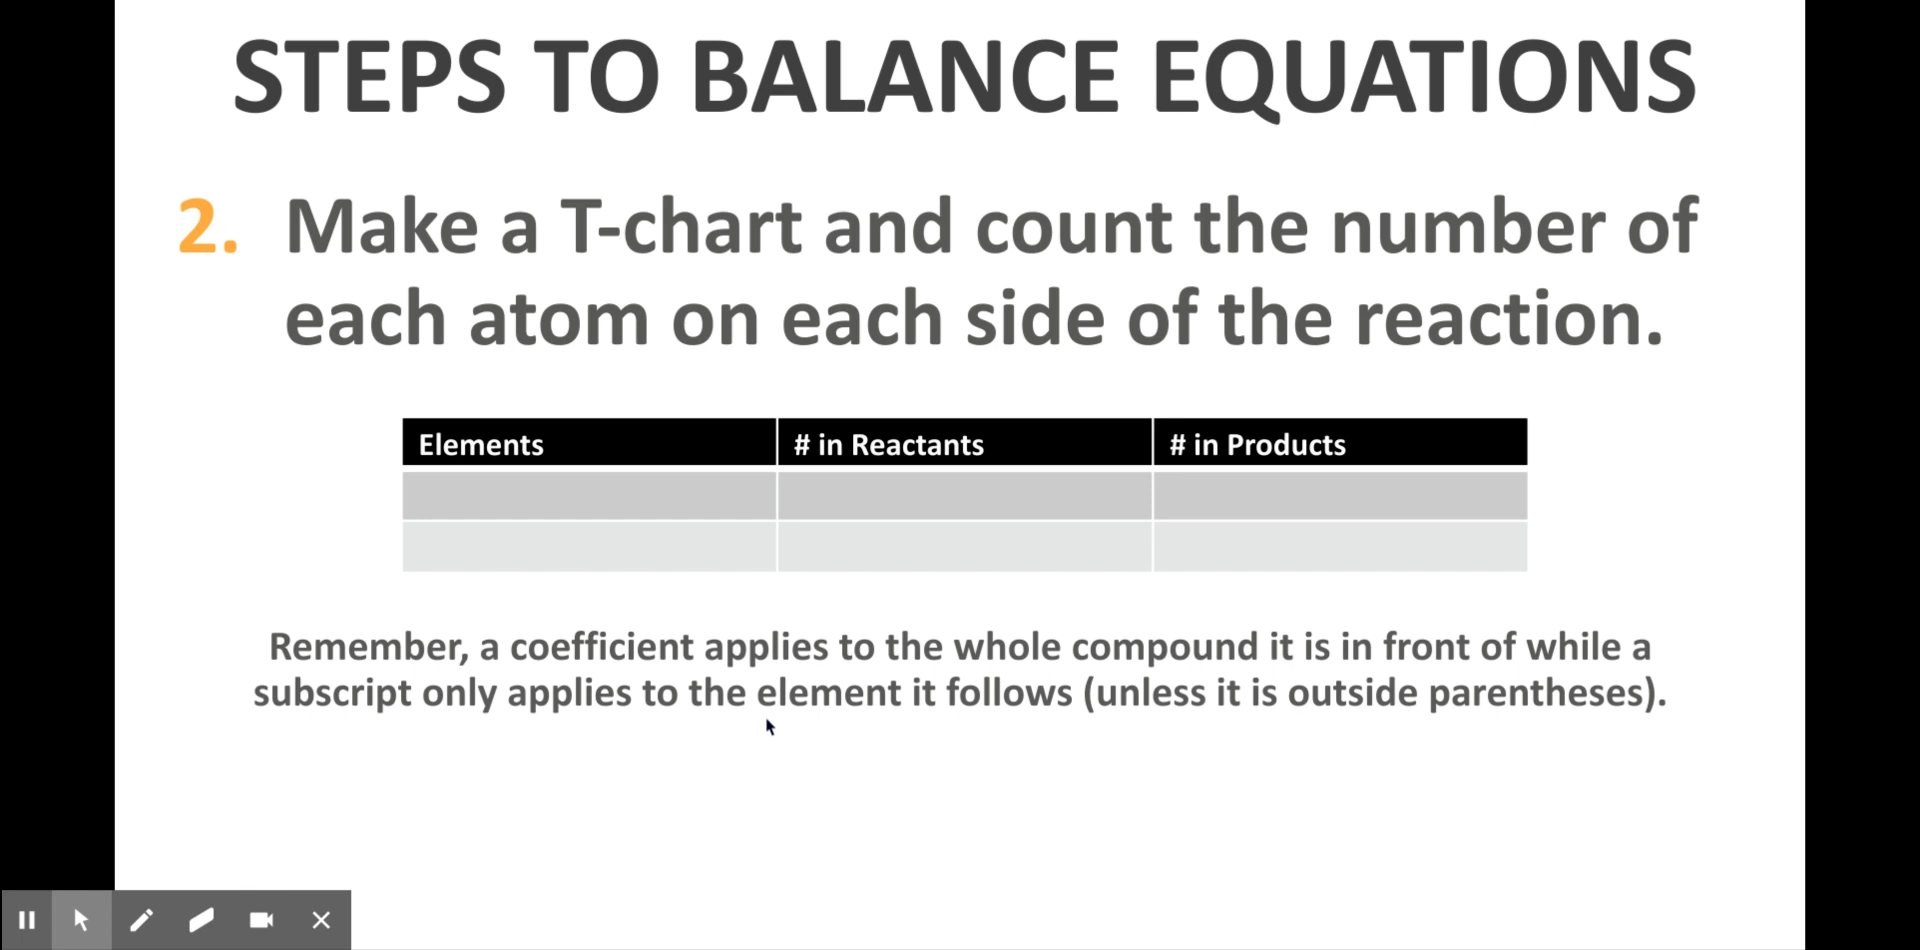 STEPS TO BALANCE EQUATIONS
2. Make a T-chart and count the number of
each atom on each side of the reaction.
Elements # in Reactants # in Products
Remember, a coefficient applies to the whole compound it is in front of while a
subscript only applies to the element it follows (unless it is outside parentheses).